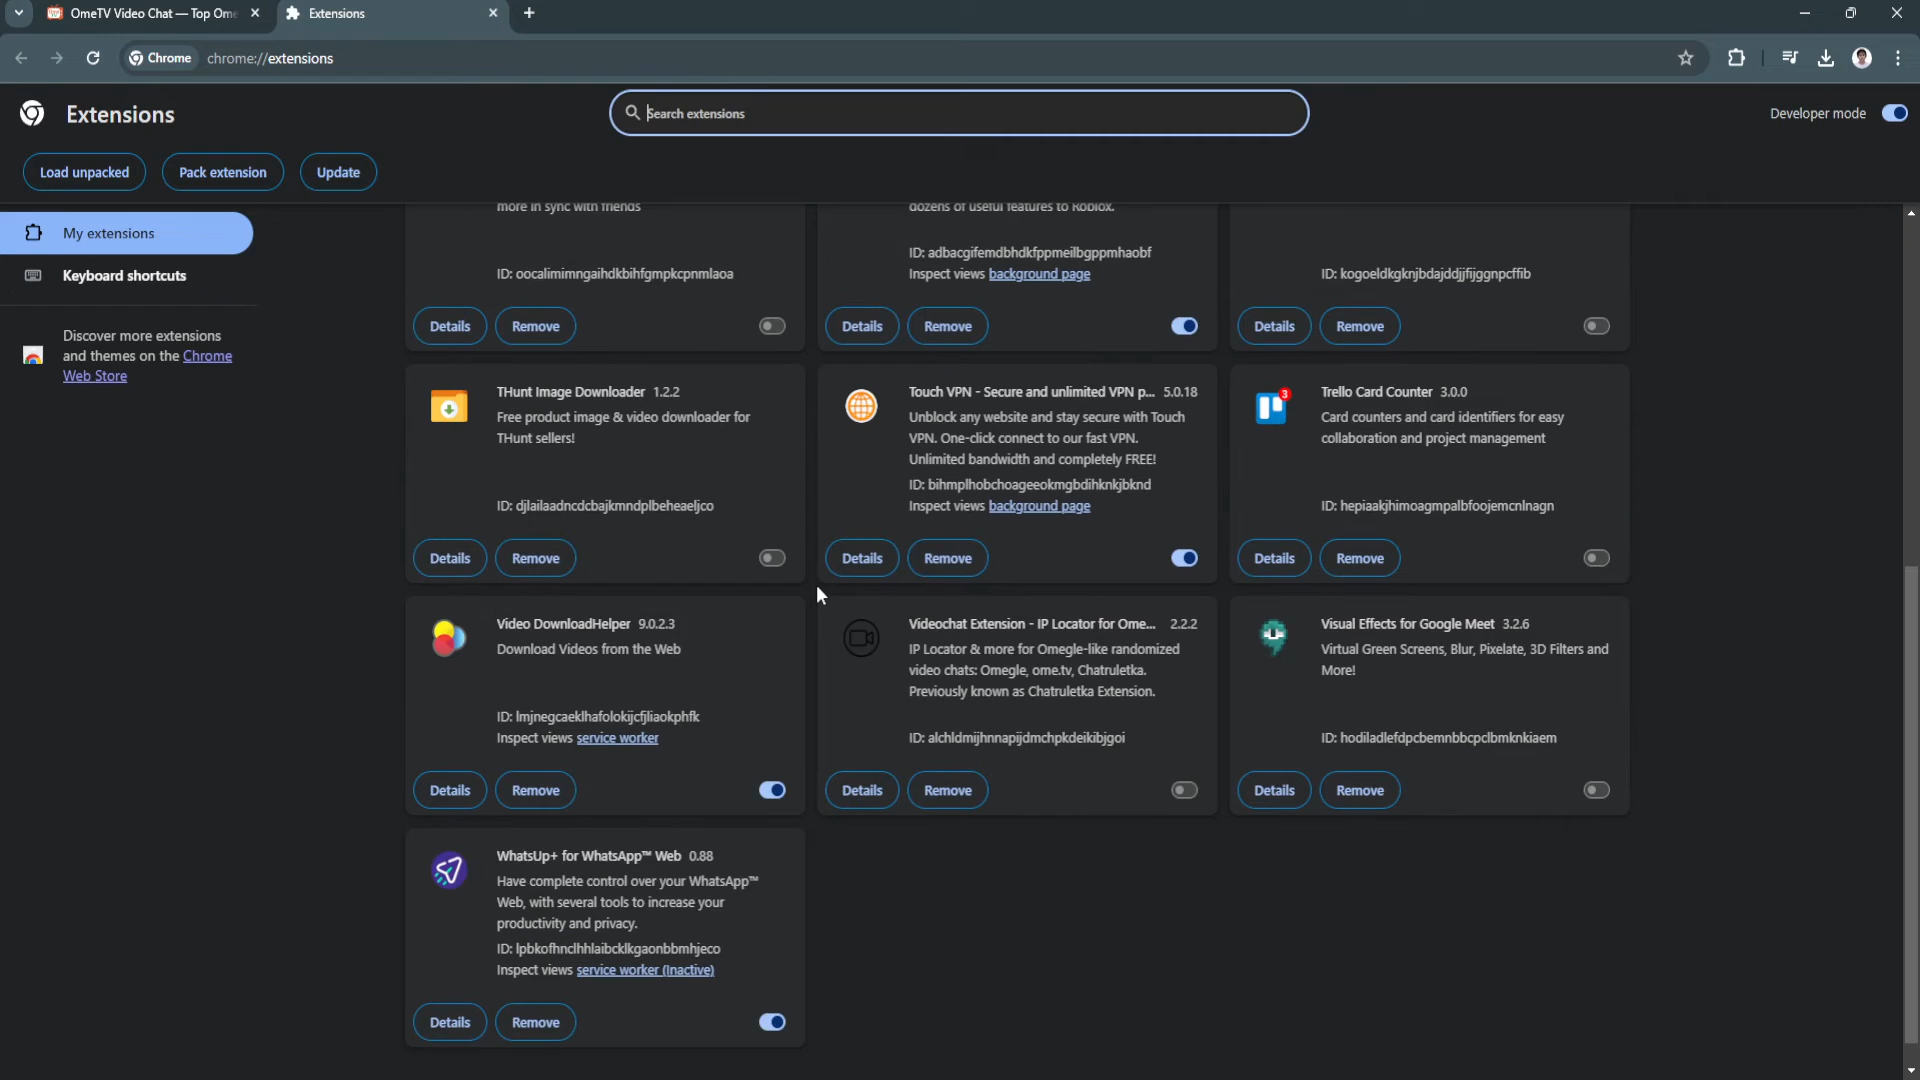 OmeTV Video Chat — Top Ome
Extensions
Chrome
chrome://extensions
Extensions
Search extensions
Developer mode
Load unpacked
Pack extension
Update
My extensions
Keyboard shortcuts
Discover more extensions
and themes on the Chrome
Web Store
more in sync with friends
ID: oocalimimngaihdkbihfgmpkcpnmlaoa
Details
Remove
dozens of useful features to Roblox.
ID: adbacgifemdbhdkfppmeilbgppmhaobf
Inspect views background page
Details
Remove
ID: kogoeldkgknjbdajddjjfijggnpcffib
Details
Remove
THunt Image Downloader 1.2.2
Free product image & video downloader for
THunt sellers!
ID: djlailaadncdcbajkmndplbeheaeljco
Details
Remove
Touch VPN - Secure and unlimited VPN p... 5.0.18
Unblock any website and stay secure with Touch
VPN. One-click connect to our fast VPN.
Unlimited bandwidth and completely FREE!
ID: bihmplhobchoageeokmgbdihknkjbknd
Inspect views background page
Details
Remove
3
Trello Card Counter 3.0.0
Card counters and card identifiers for easy
collaboration and project management
ID: hepiaakjhimoagmpalbfoojemcnlnagn
Details
Remove
Video DownloadHelper 9.0.2.3
Download Videos from the Web
ID: lmjnegcaeklhafolokijcfjliaokphfk
Inspect views service worker
Details
Remove
Videochat Extension - IP Locator for Ome... 2.2.2
IP Locator & more for Omegle-like randomized
video chats: Omegle, ome.tv, Chatruletka.
Previously known as Chatruletka Extension.
ID: alchldmijhnnapijdmchpkdeikibjgoi
Details
Remove
Visual Effects for Google Meet 3.2.6
Virtual Green Screens, Blur, Pixelate, 3D Filters and
More!
ID: hodiladlefdpcbemnbbcpclbmknkiaem
Details
Remove
WhatsUp+ for WhatsApp™ Web 0.88
Have complete control over your WhatsApp™
Web, with several tools to increase your
productivity and privacy.
ID: lpbkofhnclhhlaibcklkgaonbbmhjeco
Inspect views service worker (Inactive)
Details
Remove